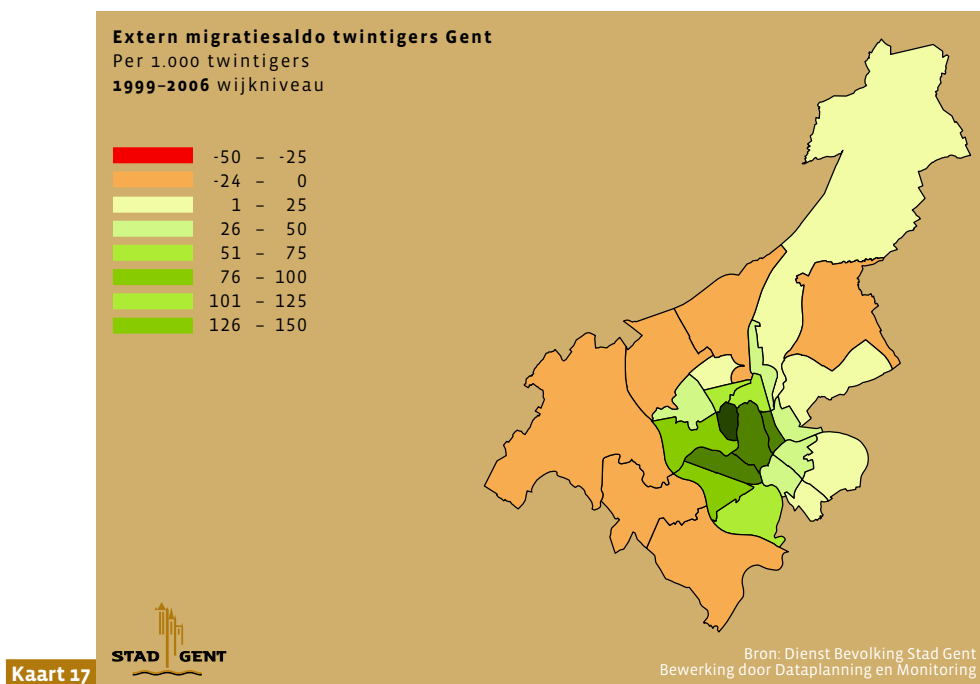 Extern migratiesaldo twintigers Gent
Per 1.000 twintigers
1999–2006 wijkniveau
-50 – -25
-24 – 0
1 – 25
26 – 50
51 – 75
76 – 100
101 – 125
126 – 150
STAD GENT
Kaart 17
Bron: Dienst Bevolking Stad Gent
Bewerking door Dataplanning en Monitoring